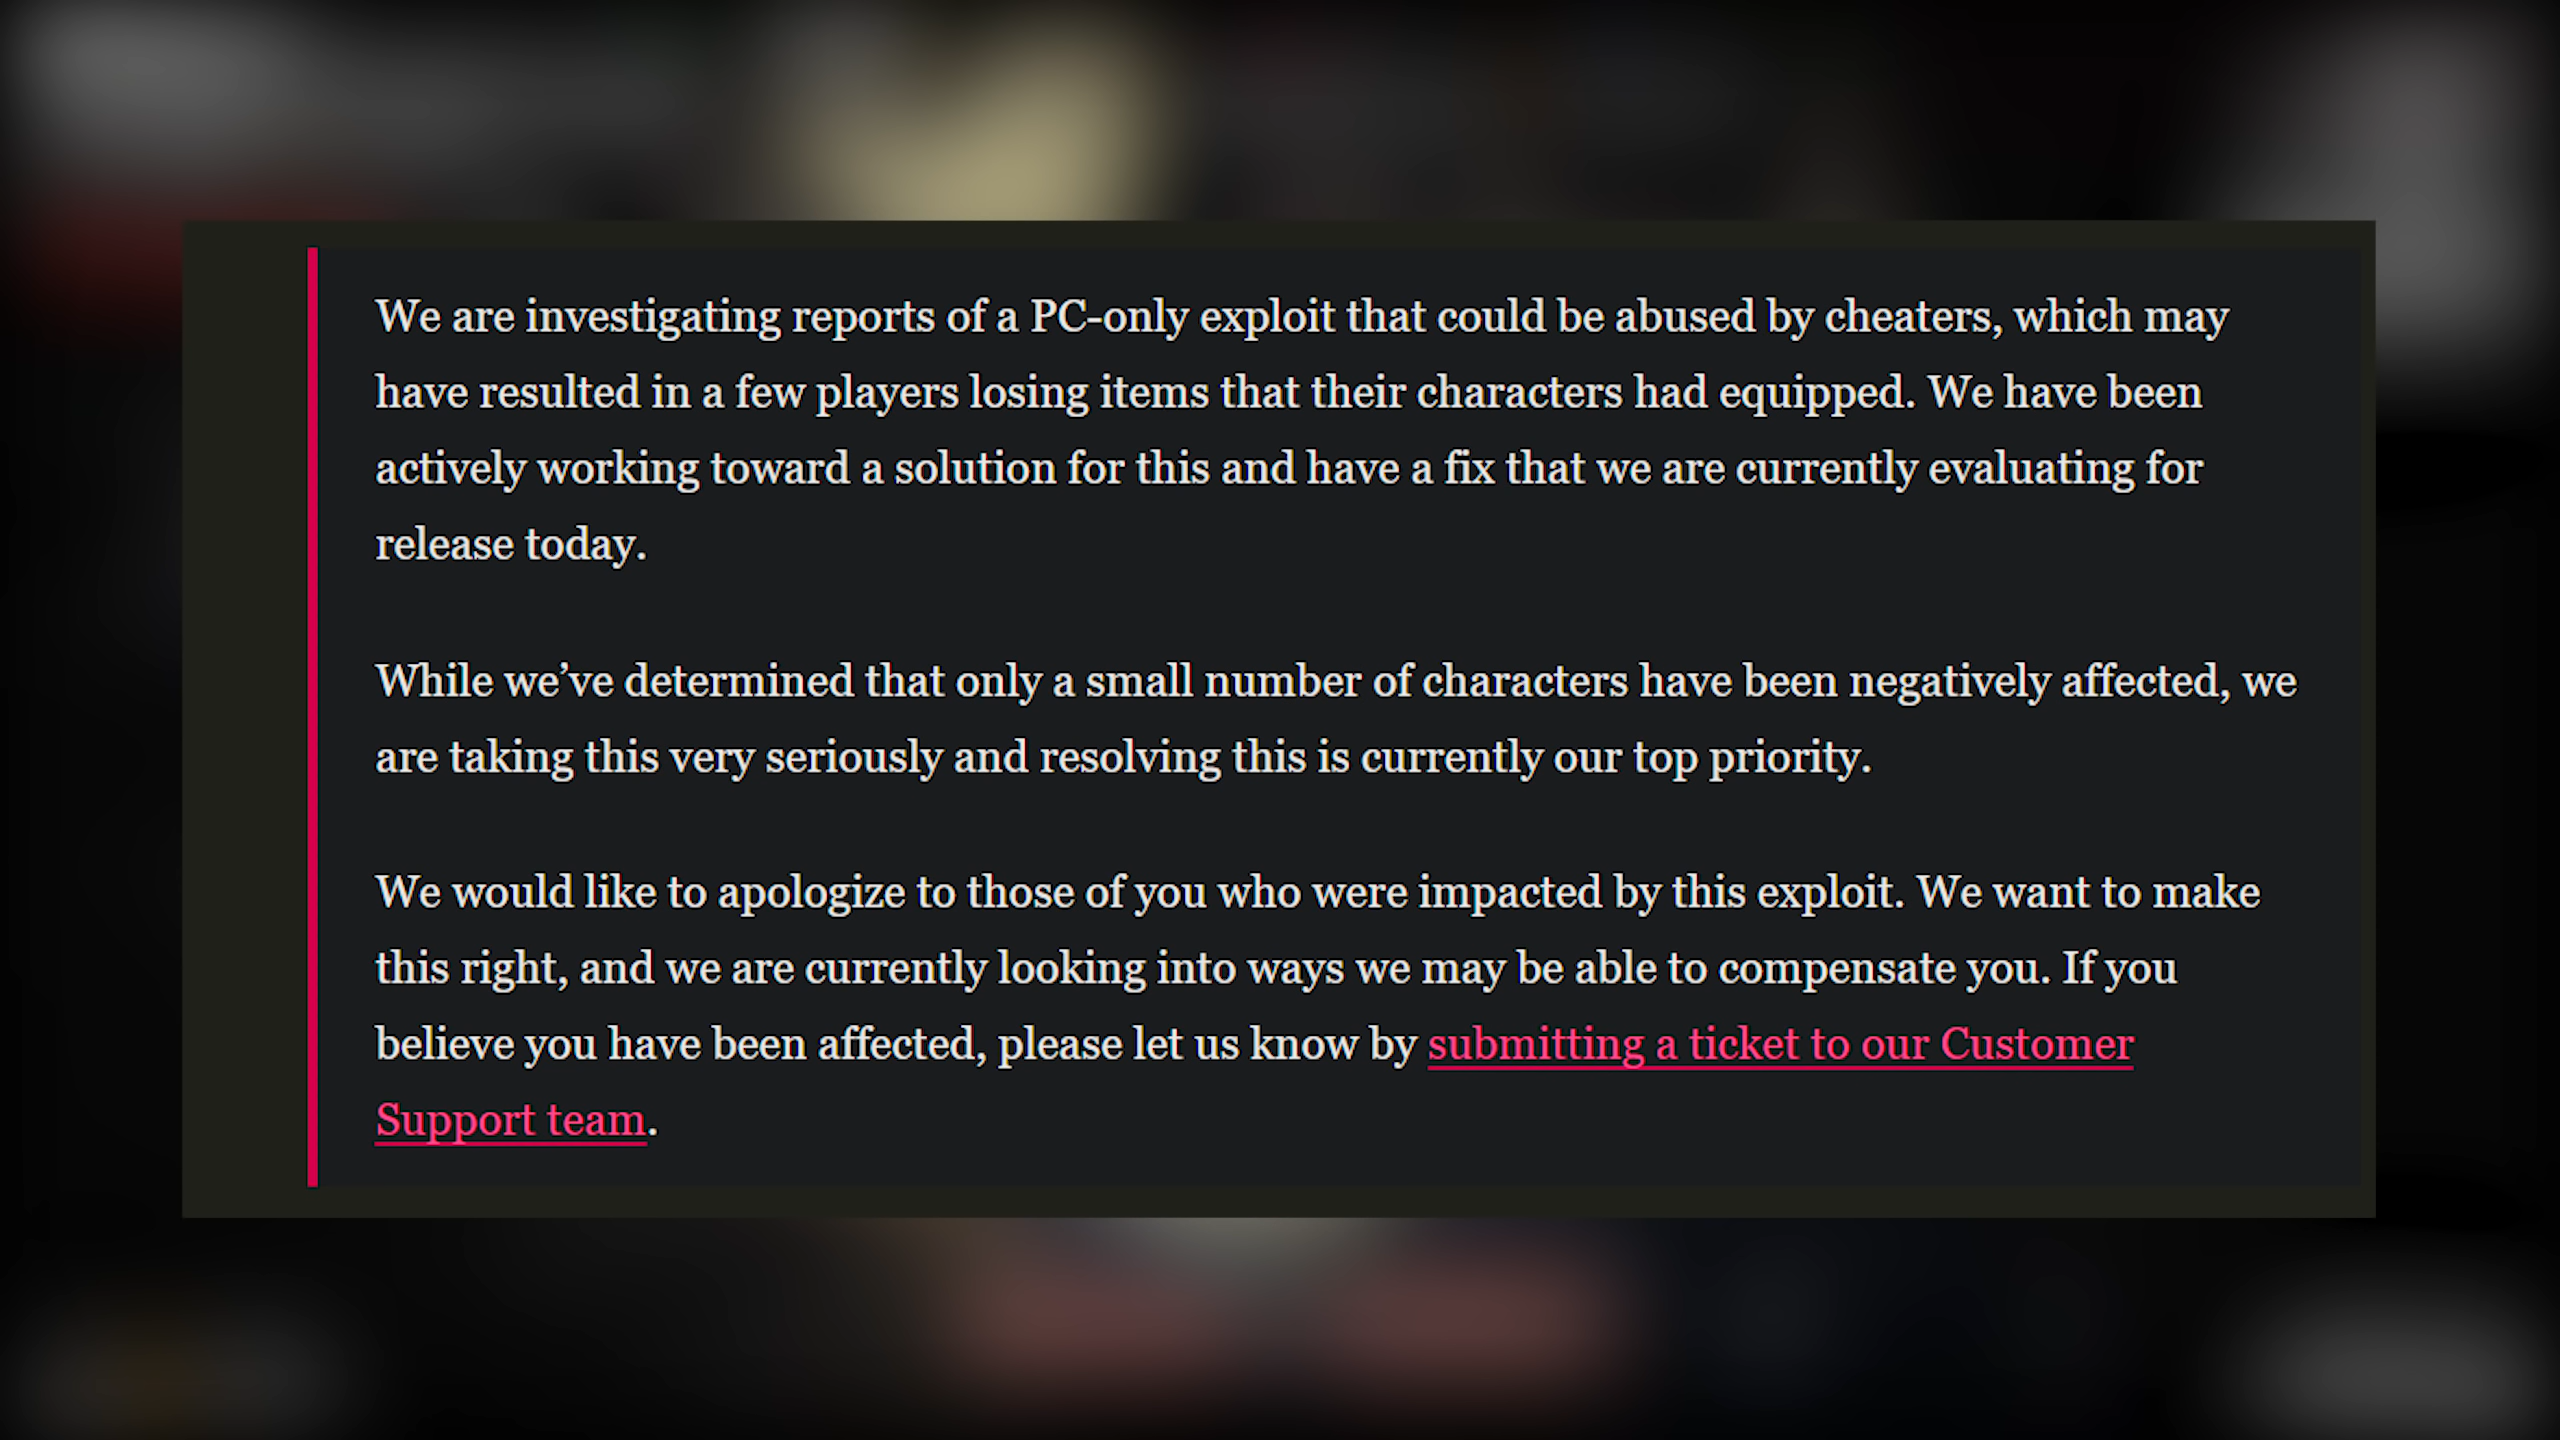 We are investigating reports of a PC-only exploit that could be abused by cheaters, which may
have resulted in a few players losing items that their characters had equipped. We have been
actively working toward a solution for this and have a fix that we are currently evaluating for
release today.
While we’ve determined that only a small number of characters have been negatively affected, we
are taking this very seriously and resolving this is currently our top priority.
We would like to apologize to those of you who were impacted by this exploit. We want to make
this right, and we are currently looking into ways we may be able to compensate you. If you
believe you have been affected, please let us know by submitting a ticket to our Customer
Support team.